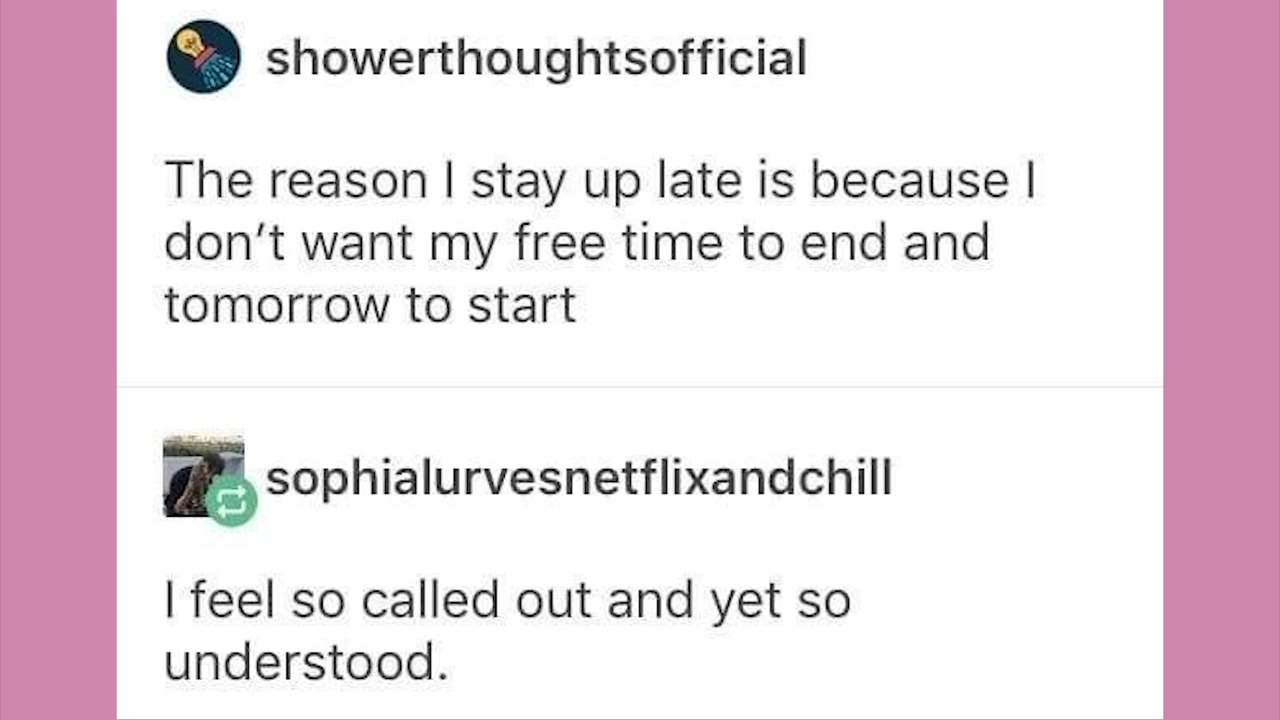 showerthoughtsofficial
The reason I stay up late is because I
don’t want my free time to end and
tomorrow to start
sophialurvesnetflixandchill
I feel so called out and yet so
understood.